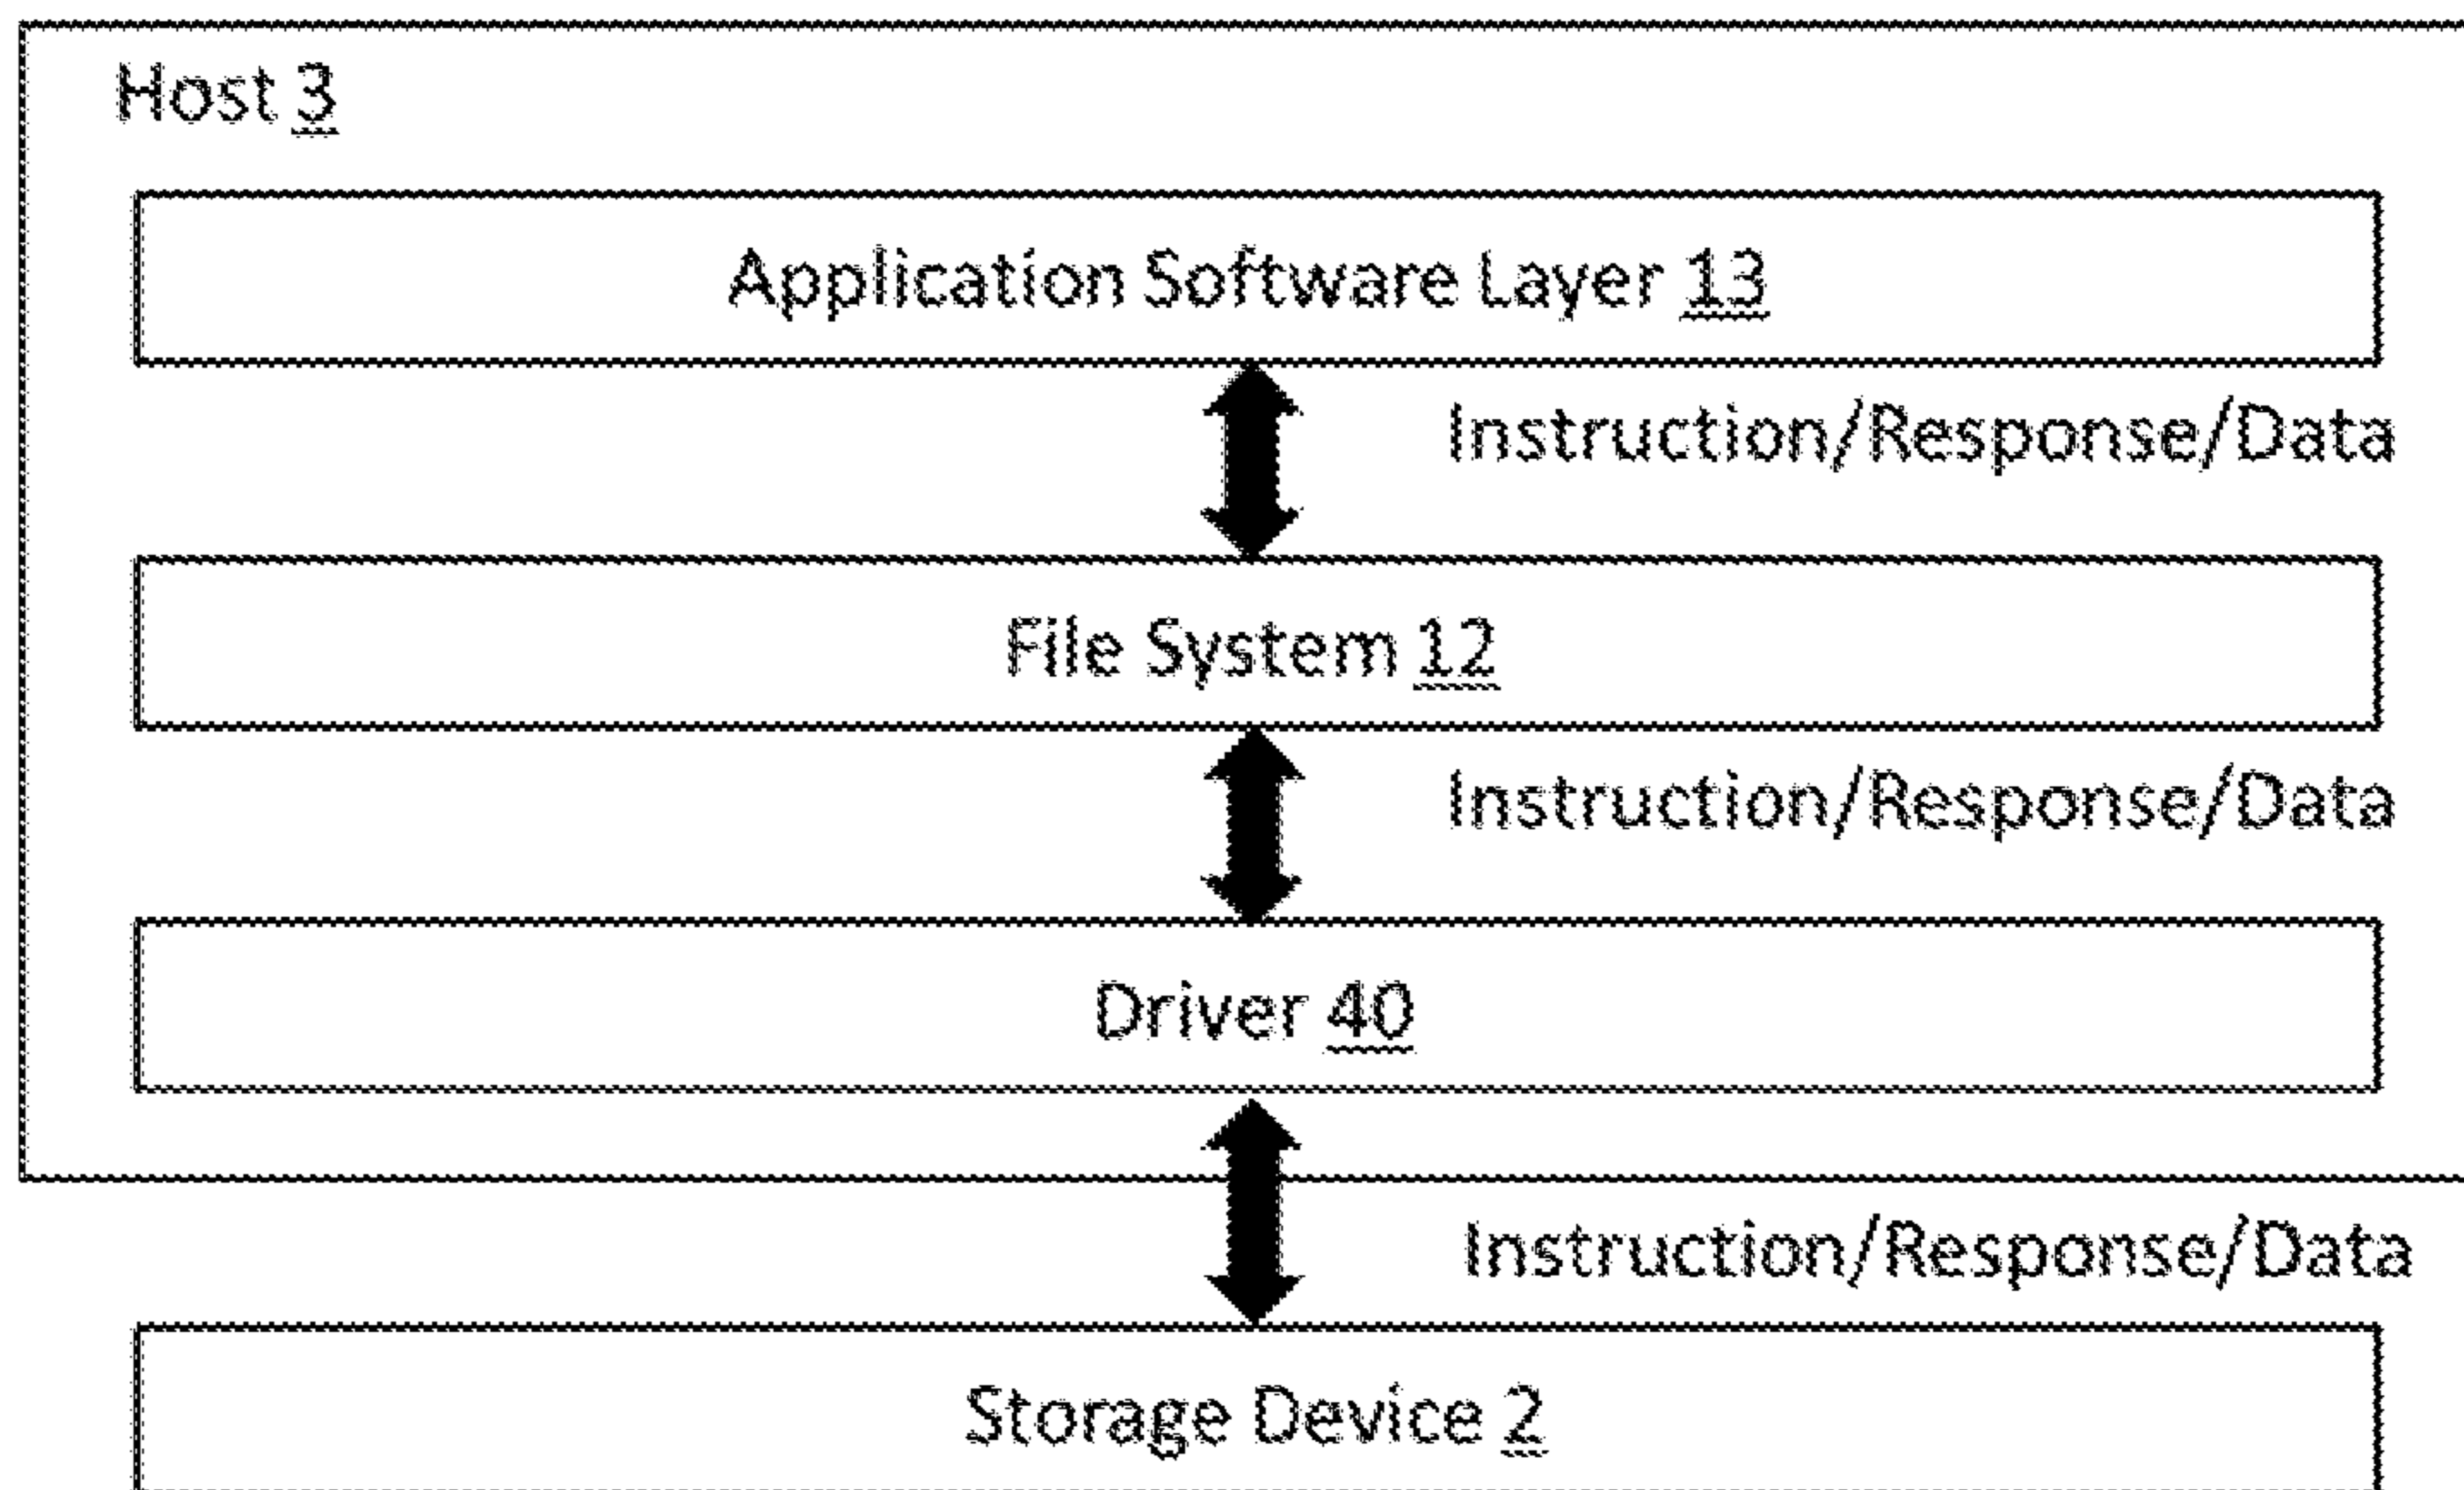 Host 3
Application Software Layer 13
Instruction/Response/Data
File System 12
Instruction/Response/Data
Driver 40
Instruction/Response/Data
Storage Device 2